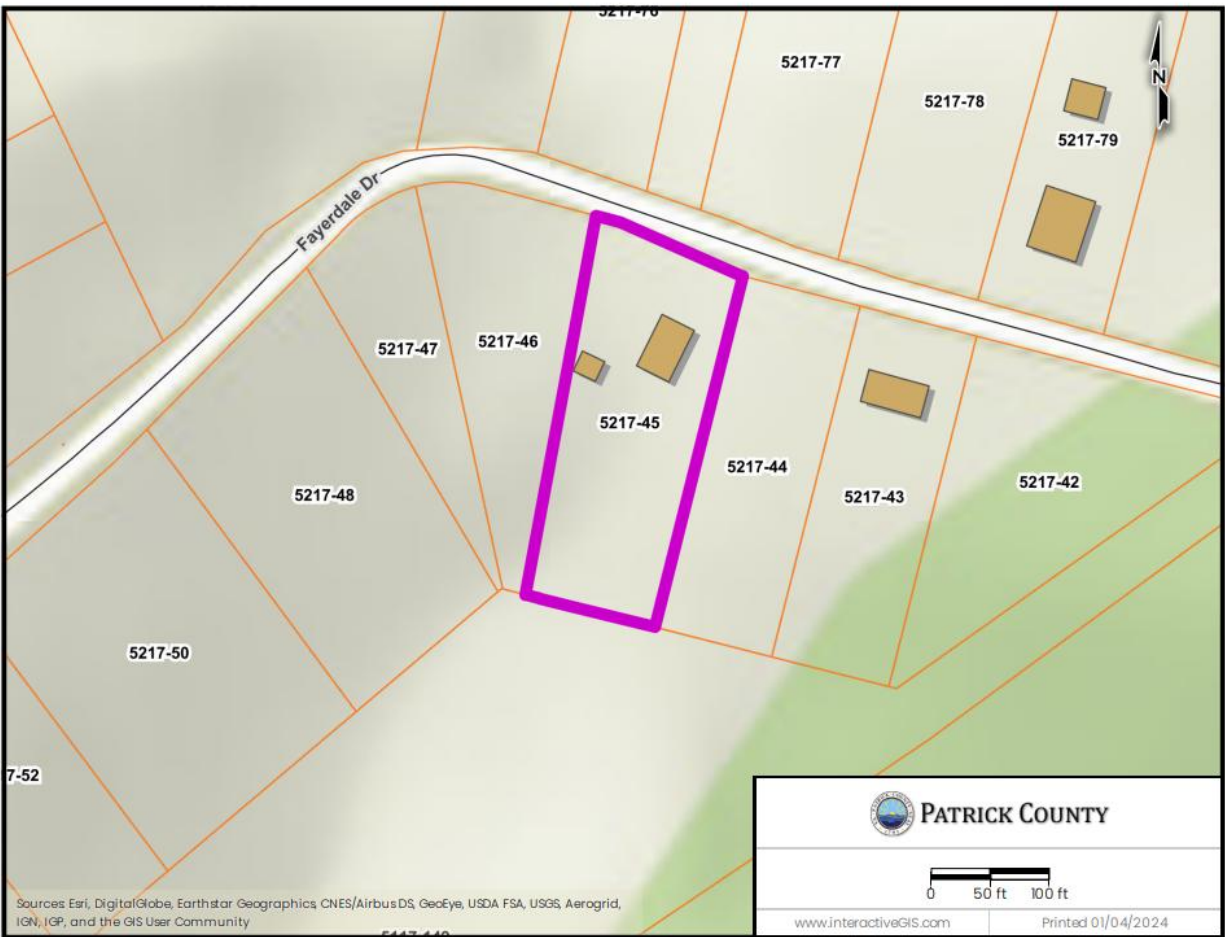 5217-76
5217-77
5217-78
5217-79
N
Fayerdale Dr
5217-47
5217-46
5217-45
5217-44
5217-43
5217-42
5217-48
5217-50
7-52
PATRICK COUNTY
0 50 ft 100 ft
www.interactiveGIS.com Printed 01/04/2024
Sources: Esri, DigitalGlobe, Earthstar Geographics, CNES/Airbus DS, GeoEye, USDA FSA, USGS, Aerogrid,
IGN, IGP, and the GIS User Community